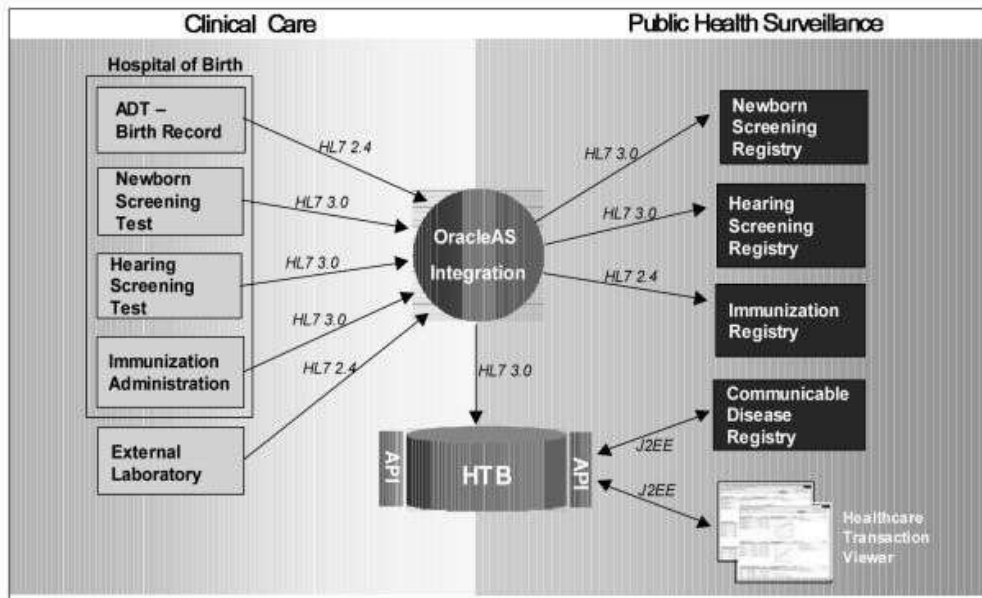 Clinical Care
Public Health Surveillance
Hospital of Birth
ADT –
Birth Record
Newborn
Screening
Test
Hearing
Screening
Test
Immunization
Administration
External
Laboratory
HL7 2.4
HL7 3.0
HL7 3.0
HL7 3.0
HL7 2.4
OracleAS
Integration
HL7 3.0
HL7 3.0
HL7 2.4
HL7 3.0
API
HTB
API
J2EE
J2EE
Newborn
Screening
Registry
Hearing
Screening
Registry
Immunization
Registry
Communicable
Disease
Registry
Healthcare
Transaction
Viewer